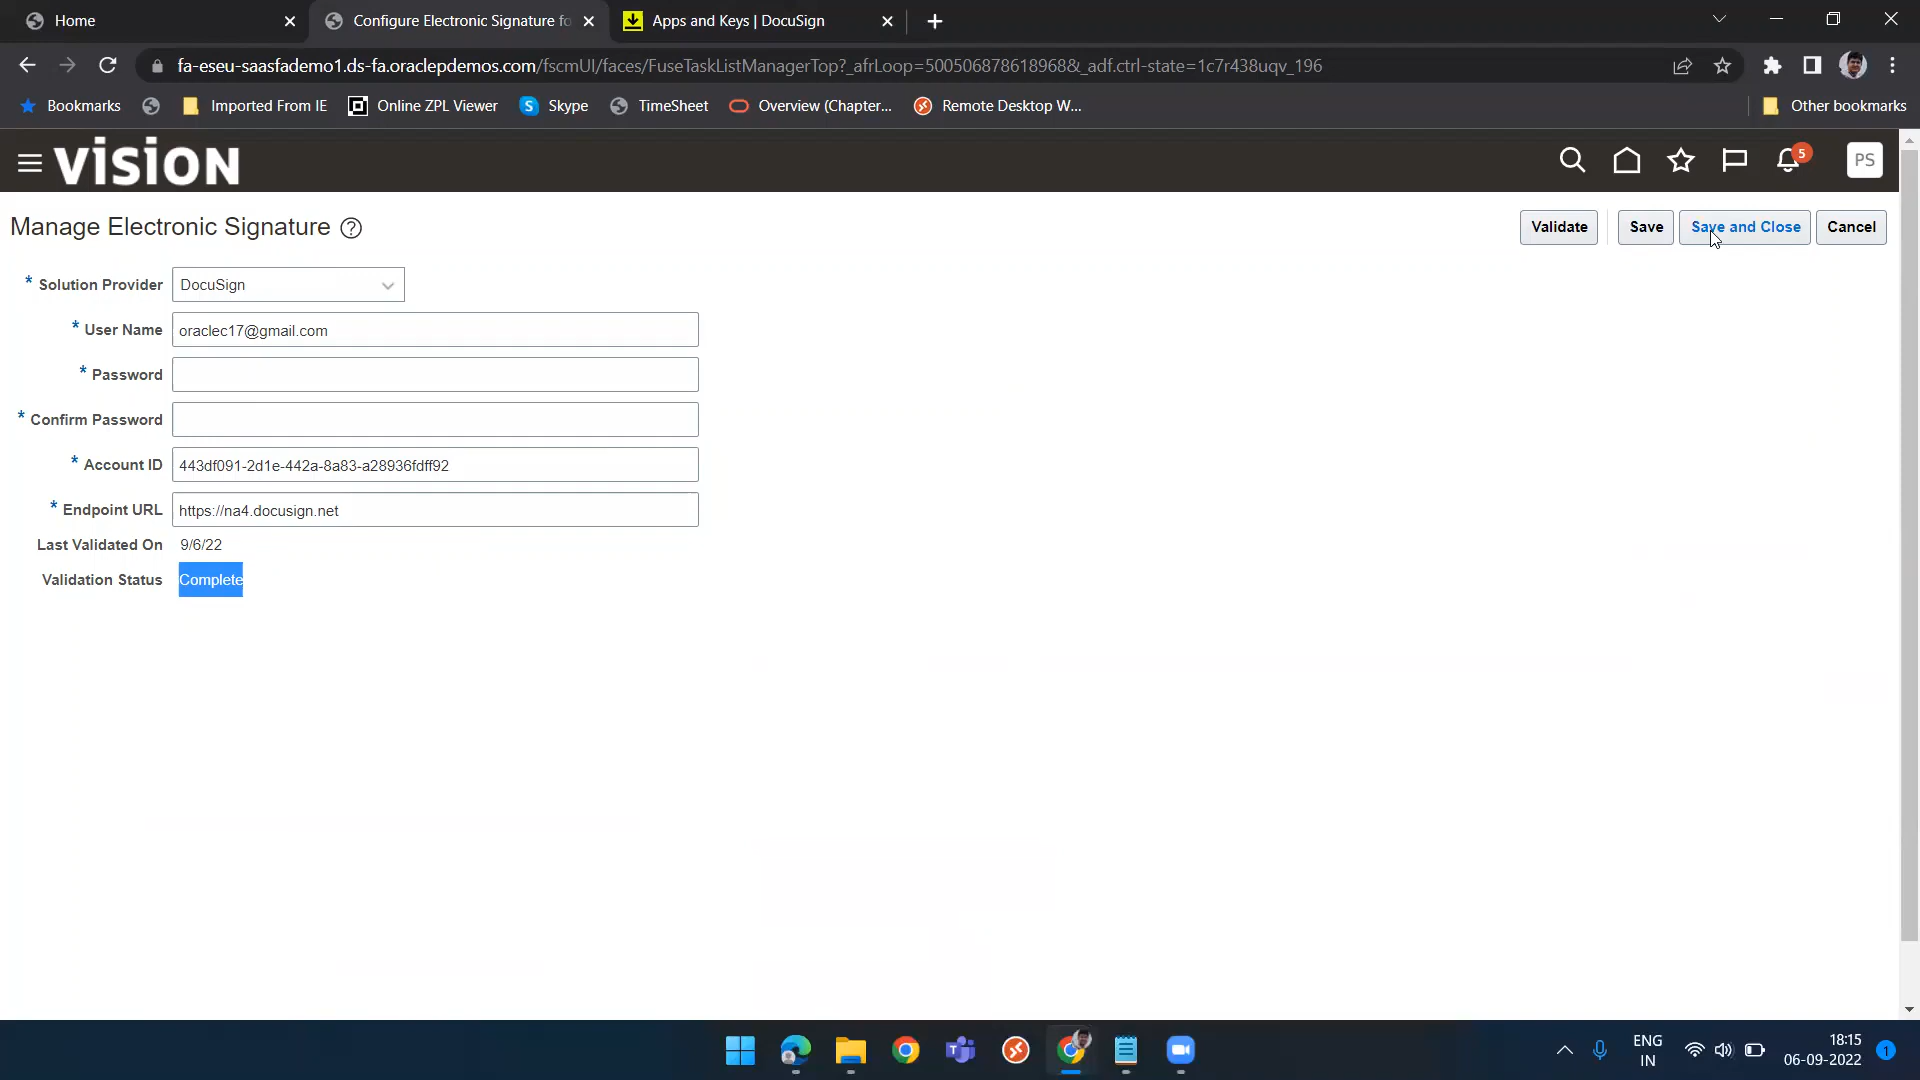 Home
Configure Electronic Signature fo
Apps and Keys | DocuSign
fa-eseu-saasfademo1.ds-fa.oraclepdemos.com/fscmUI/faces/FuseTaskListManagerTop?_afrLoop=50050687861896​8&_adf.ctrl-state=1c7r438uqv_196
Bookmarks
Imported From IE
Online ZPL Viewer
Skype
TimeSheet
Overview (Chapter...
Remote Desktop W...
Other bookmarks
vision
5
PS
Manage Electronic Signature
Validate
Save
Save and Close
Cancel
* Solution Provider DocuSign
* User Name oraclec17@gmail.com
* Password
* Confirm Password
* Account ID 443df091-2d1e-442a-8a83-a28936fdff92
* Endpoint URL https://na4.docusign.net
Last Validated On 9/6/22
Validation Status Complete
ENG
IN
18:15
06-09-2022
1